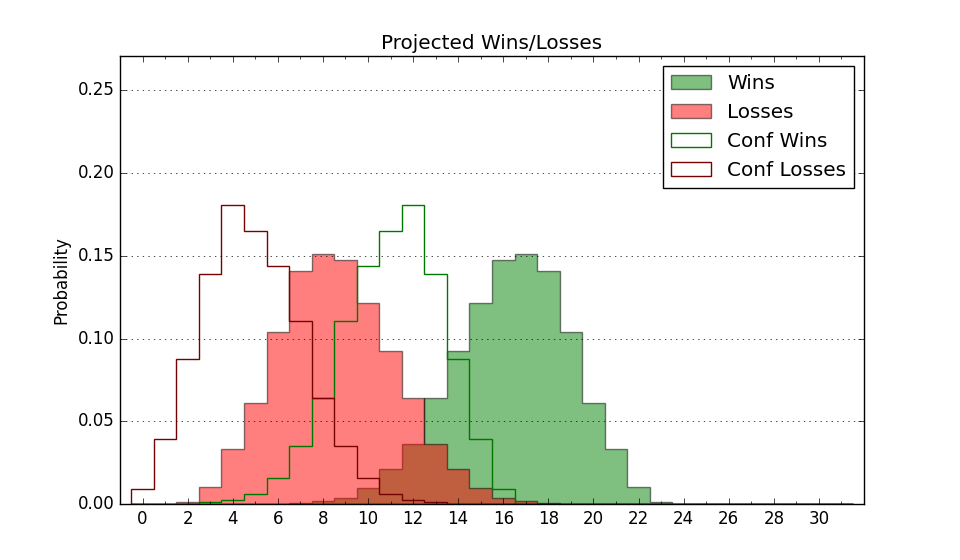 Projected Wins/Losses
Probability
0.25
0.20
0.15
0.10
0.05
0.00
0 2 4 6 8 10 12 14 16 18 20 22 24 26 28 30
Wins
Losses
Conf Wins
Conf Losses